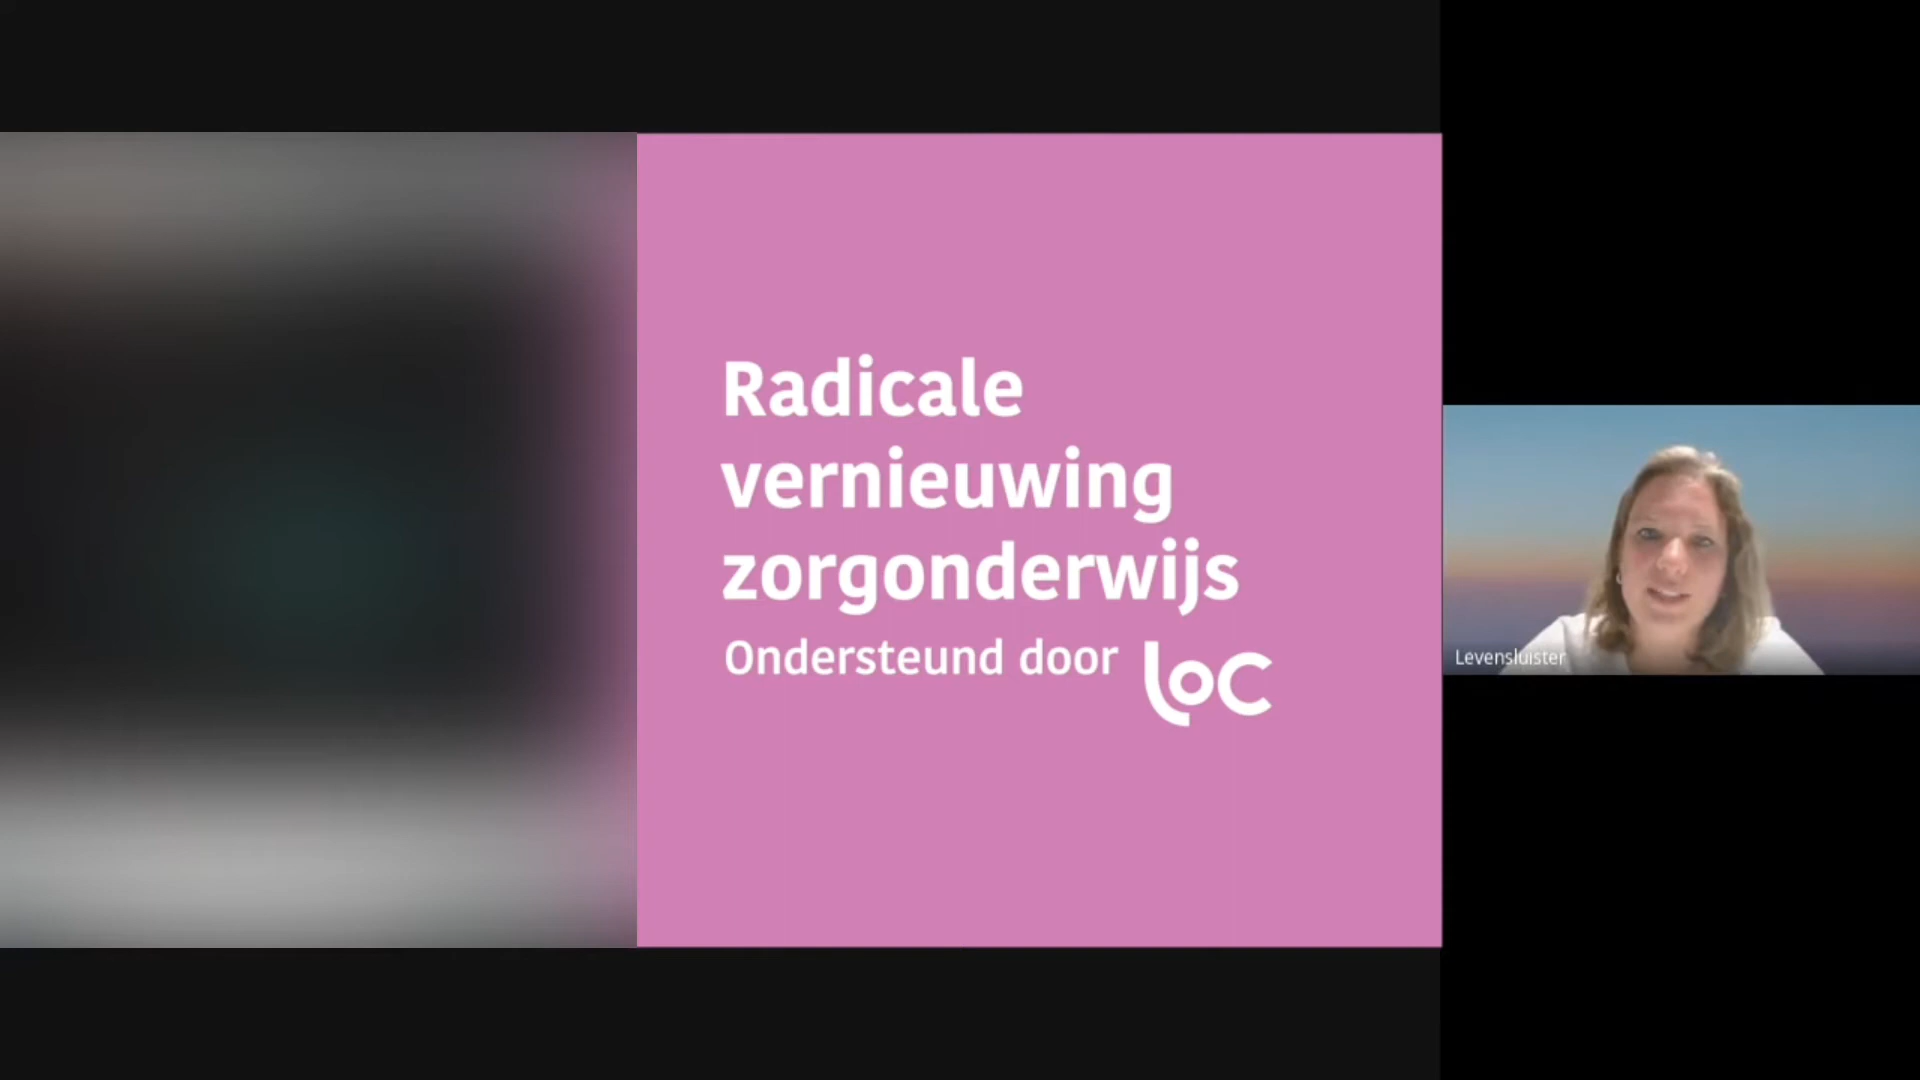 Radicale
vernieuwing
zorgonderwijs
Ondersteund door LOC
Levensluister